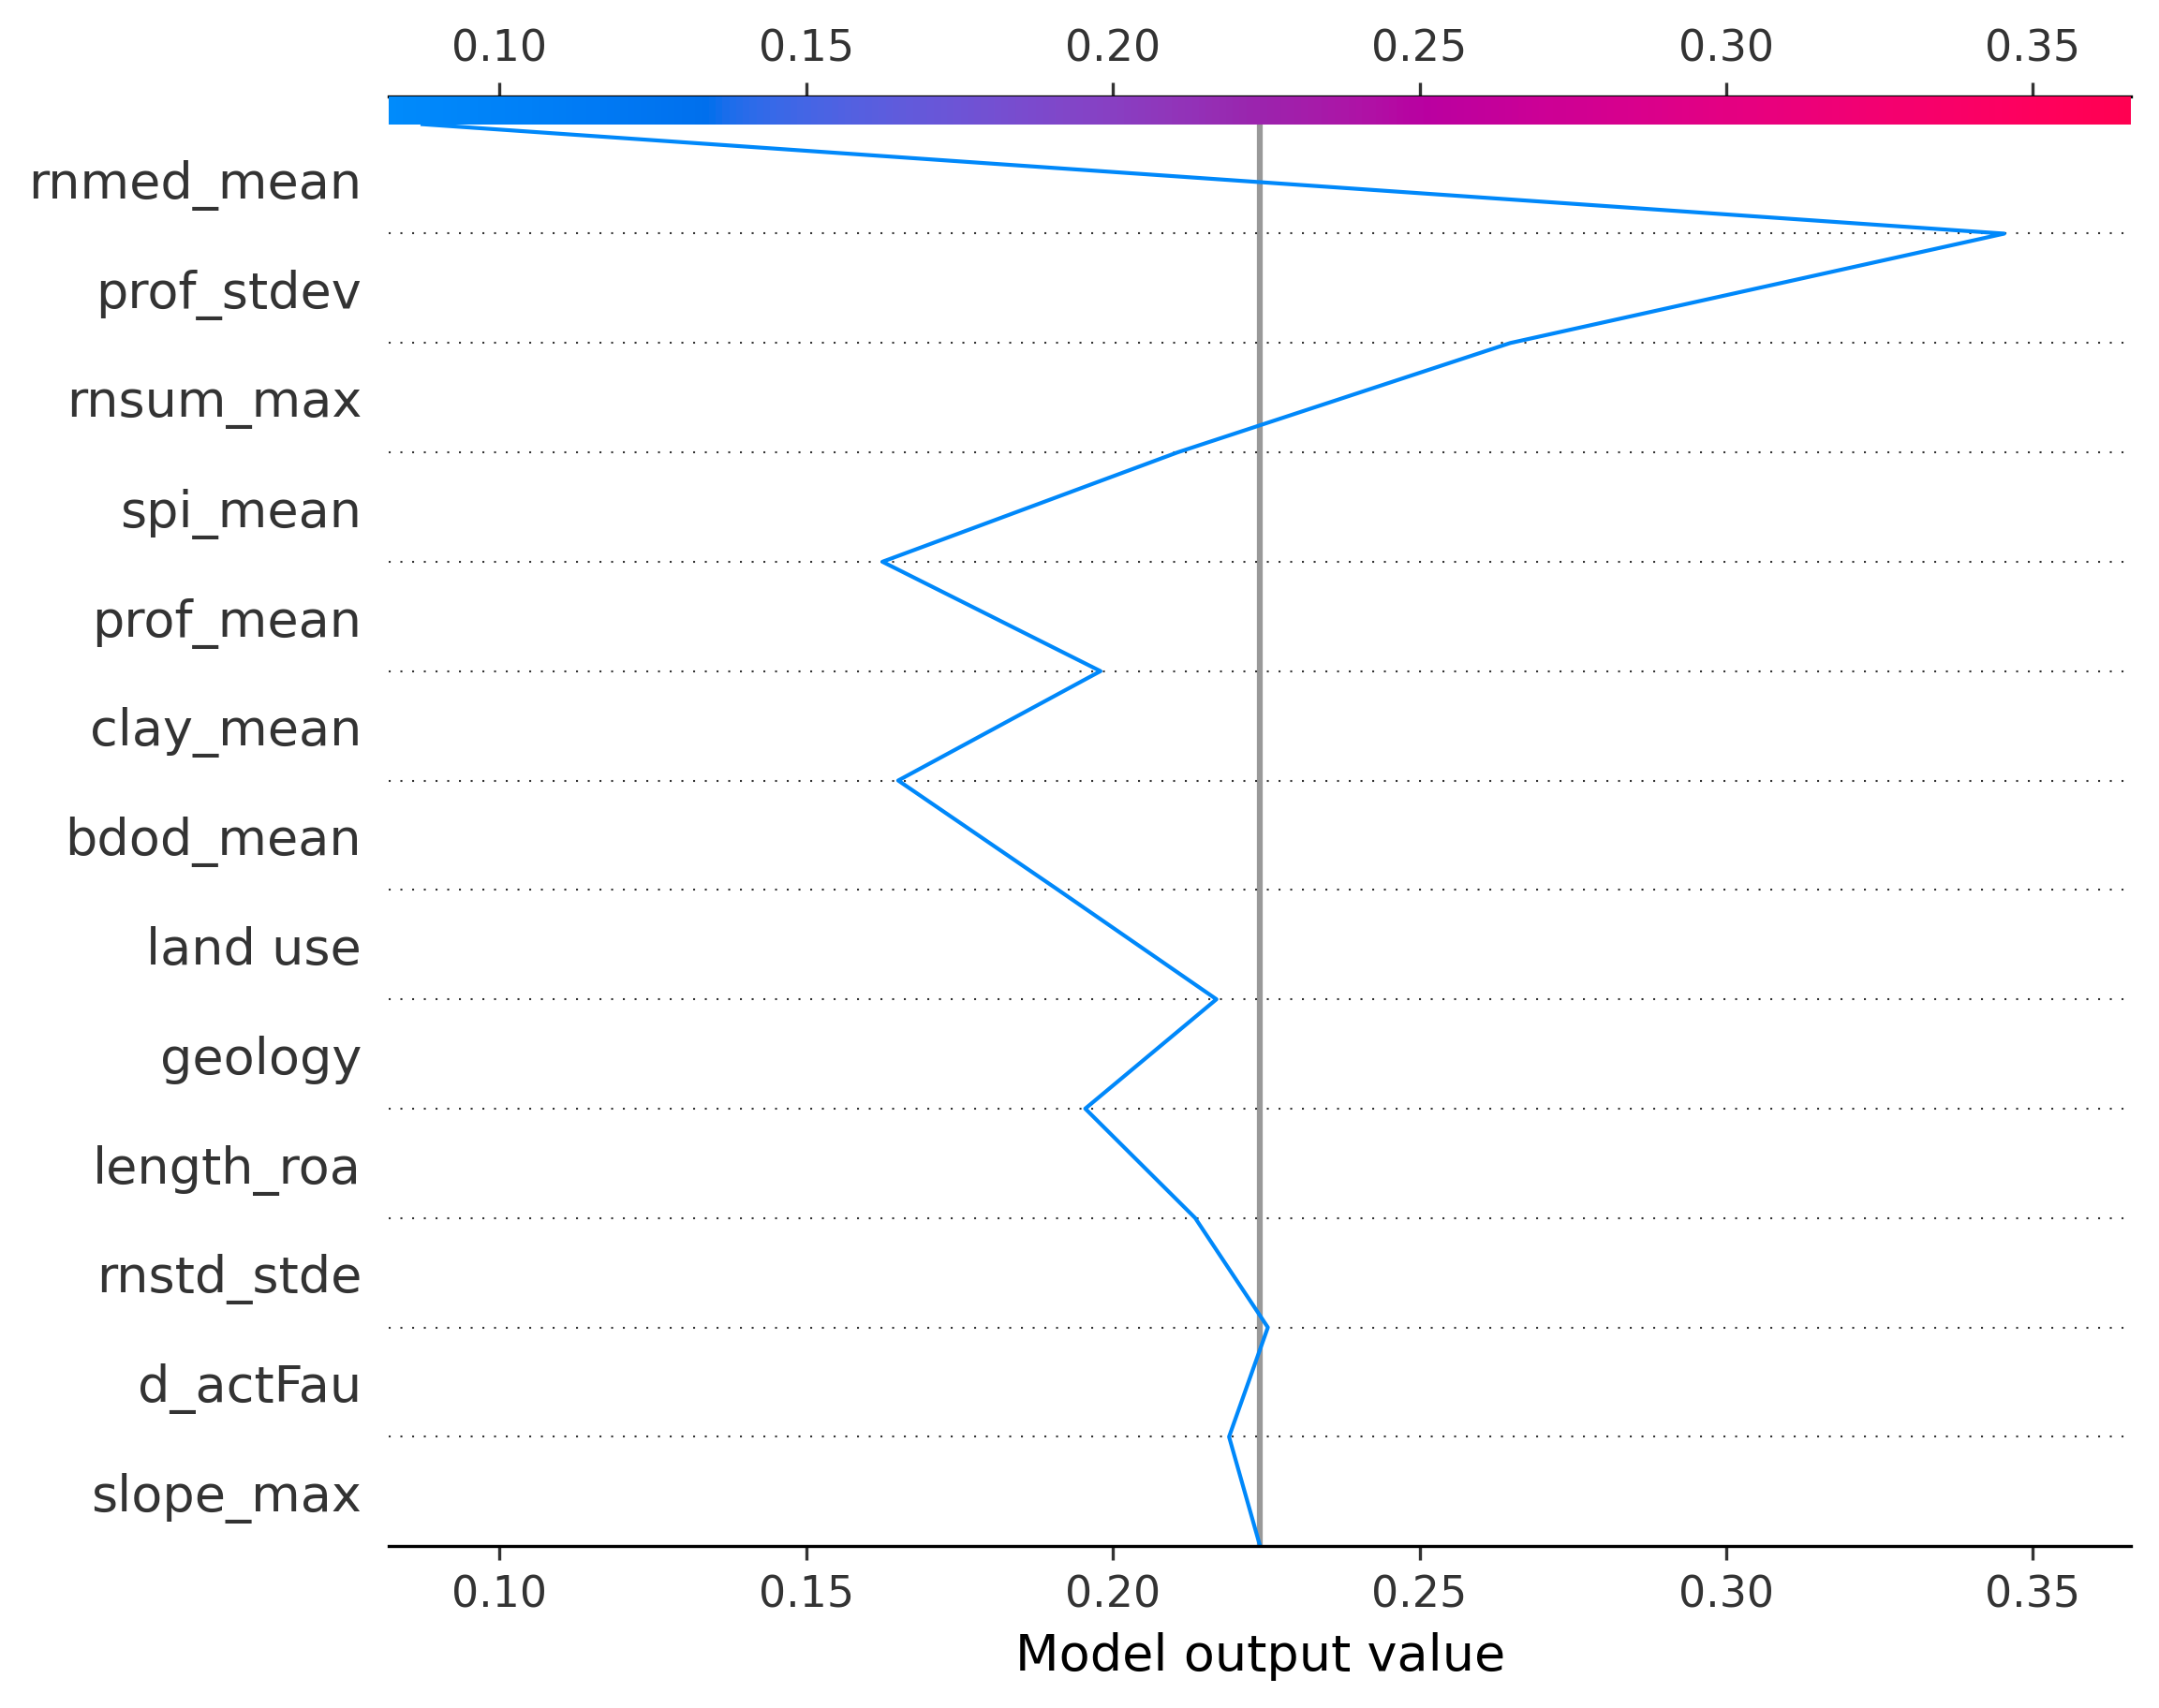 0.10 0.15 0.20 0.25 0.30 0.35
rnmed_mean
prof_stdev
rnsum_max
spi_mean
prof_mean
clay_mean
bdod_mean
land use
geology
length_roa
rnstd_stde
d_actFau
slope_max
0.10 0.15 0.20 0.25 0.30 0.35
Model output value